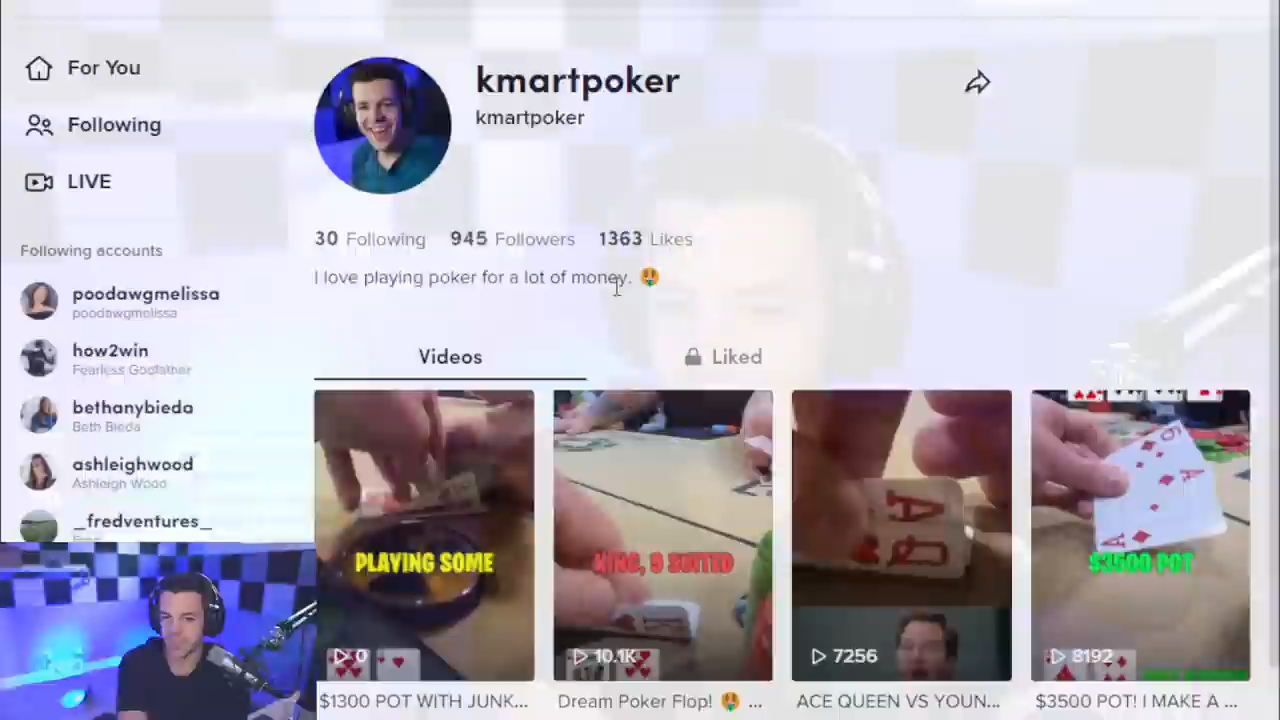 For You
Following
LIVE
Following accounts
poodawgmelissa
poodawgmelissa
how2win
Fearless Godfather
bethanybieda
Beth Bieda
ashleighwood
Ashleigh Wood
_fredventures_
kmartpoker
kmartpoker
30 Following 945 Followers 1363 Likes
I love playing poker for a lot of money. 🤑
Videos
Liked
PLAYING SOME
0
$1300 POT WITH JUNK...
KING, 9 SUITED
10.1K
Dream Poker Flop! 🤑 ...
A
Q
7256
ACE QUEEN VS YOUN...
A
A
$3500 POT
8192
$3500 POT! I MAKE A ...